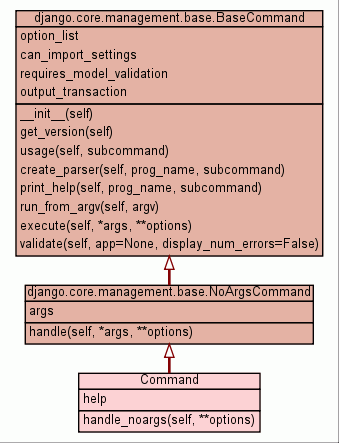 django.core.management.base.BaseCommand
option_list
can_import_settings
requires_model_validation
output_transaction
__init__(self)
get_version(self)
usage(self, subcommand)
create_parser(self, prog_name, subcommand)
print_help(self, prog_name, subcommand)
run_from_argv(self, argv)
execute(self, *args, **options)
validate(self, app=None, display_num_errors=False)
django.core.management.base.NoArgsCommand
args
handle(self, *args, **options)
Command
help
handle_noargs(self, **options)